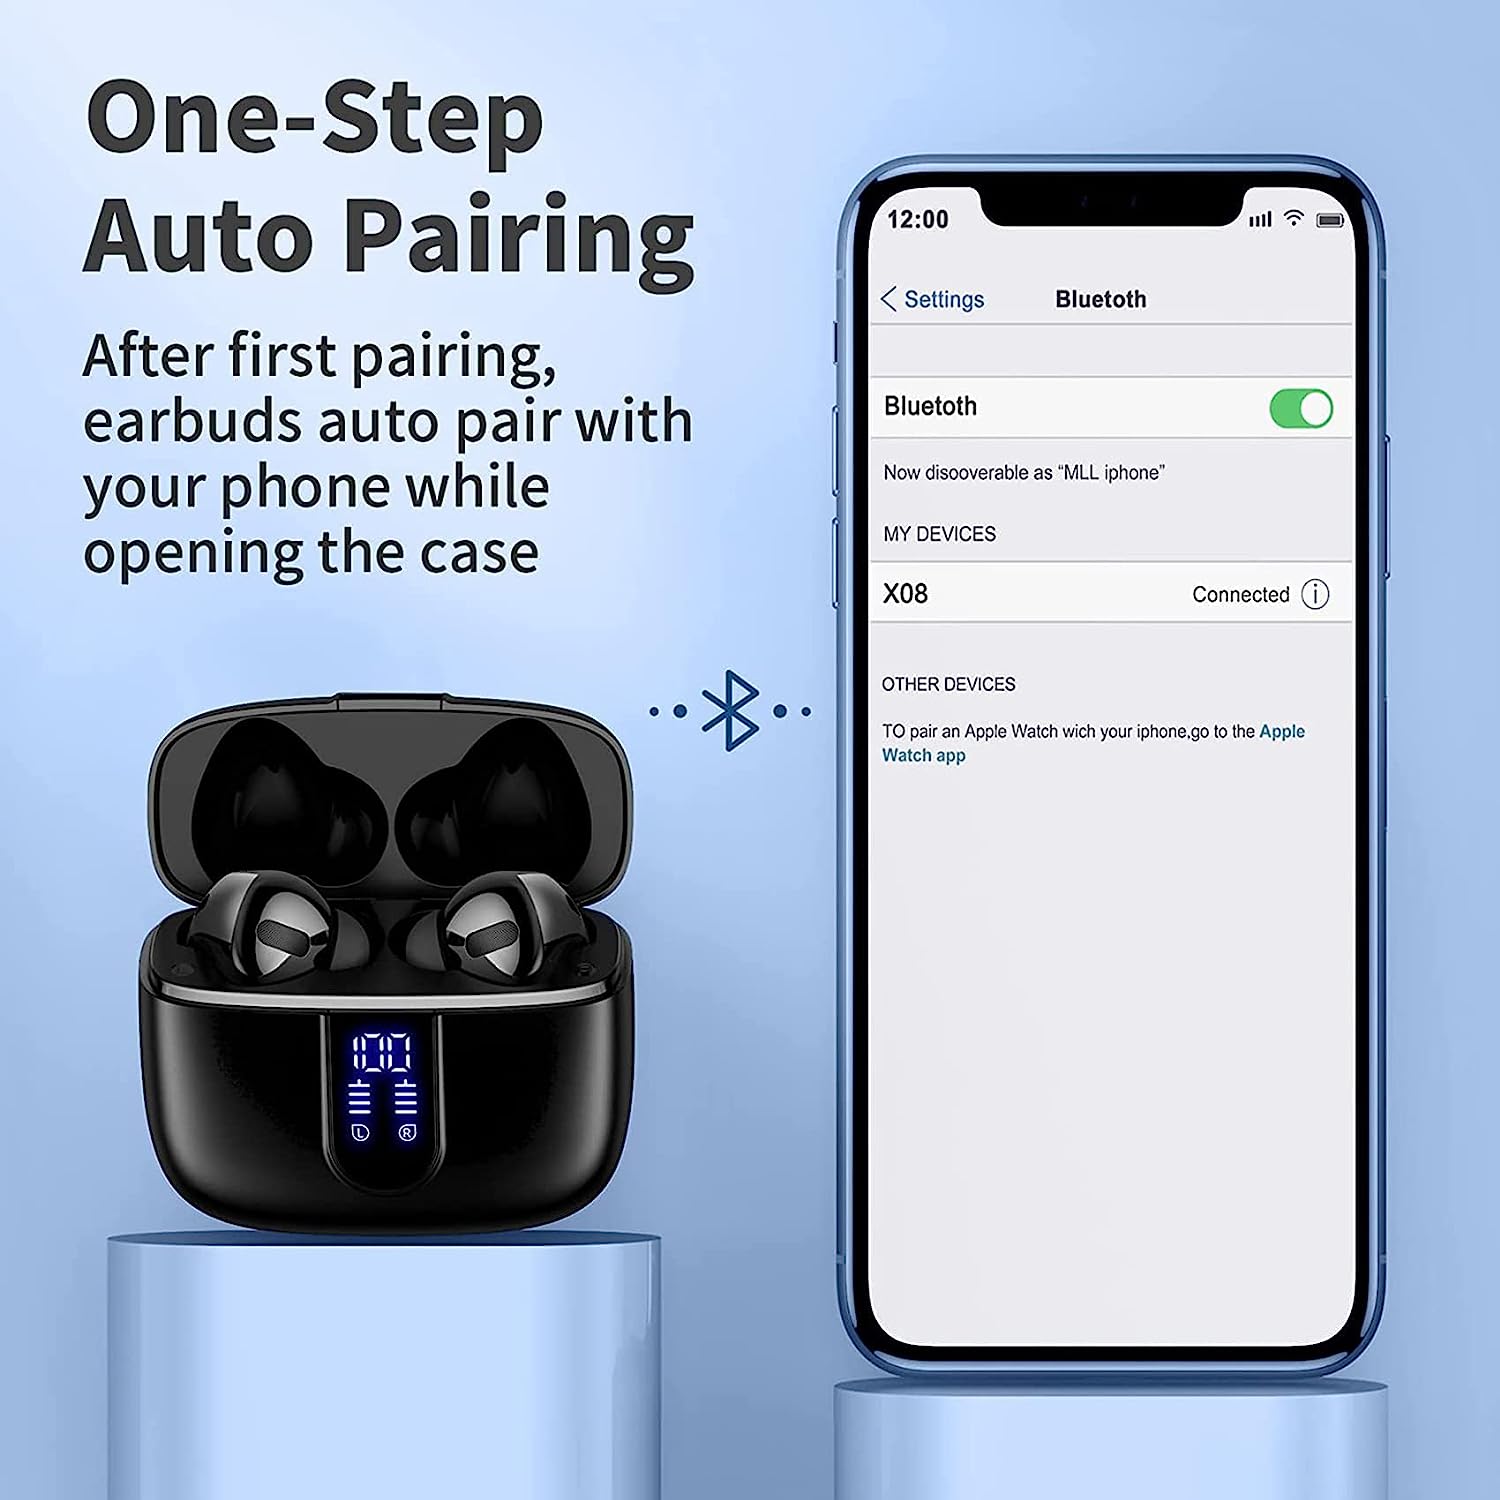 One-Step
Auto Pairing
After first pairing,
earbuds auto pair with
your phone while
opening the case
100
L R
12:00
Settings Bluetoth
Bluetoth
Now disooverable as “MLL iphone”
MY DEVICES
X08 Connected i
OTHER DEVICES
TO pair an Apple Watch wich your iphone,go to the Apple
Watch app